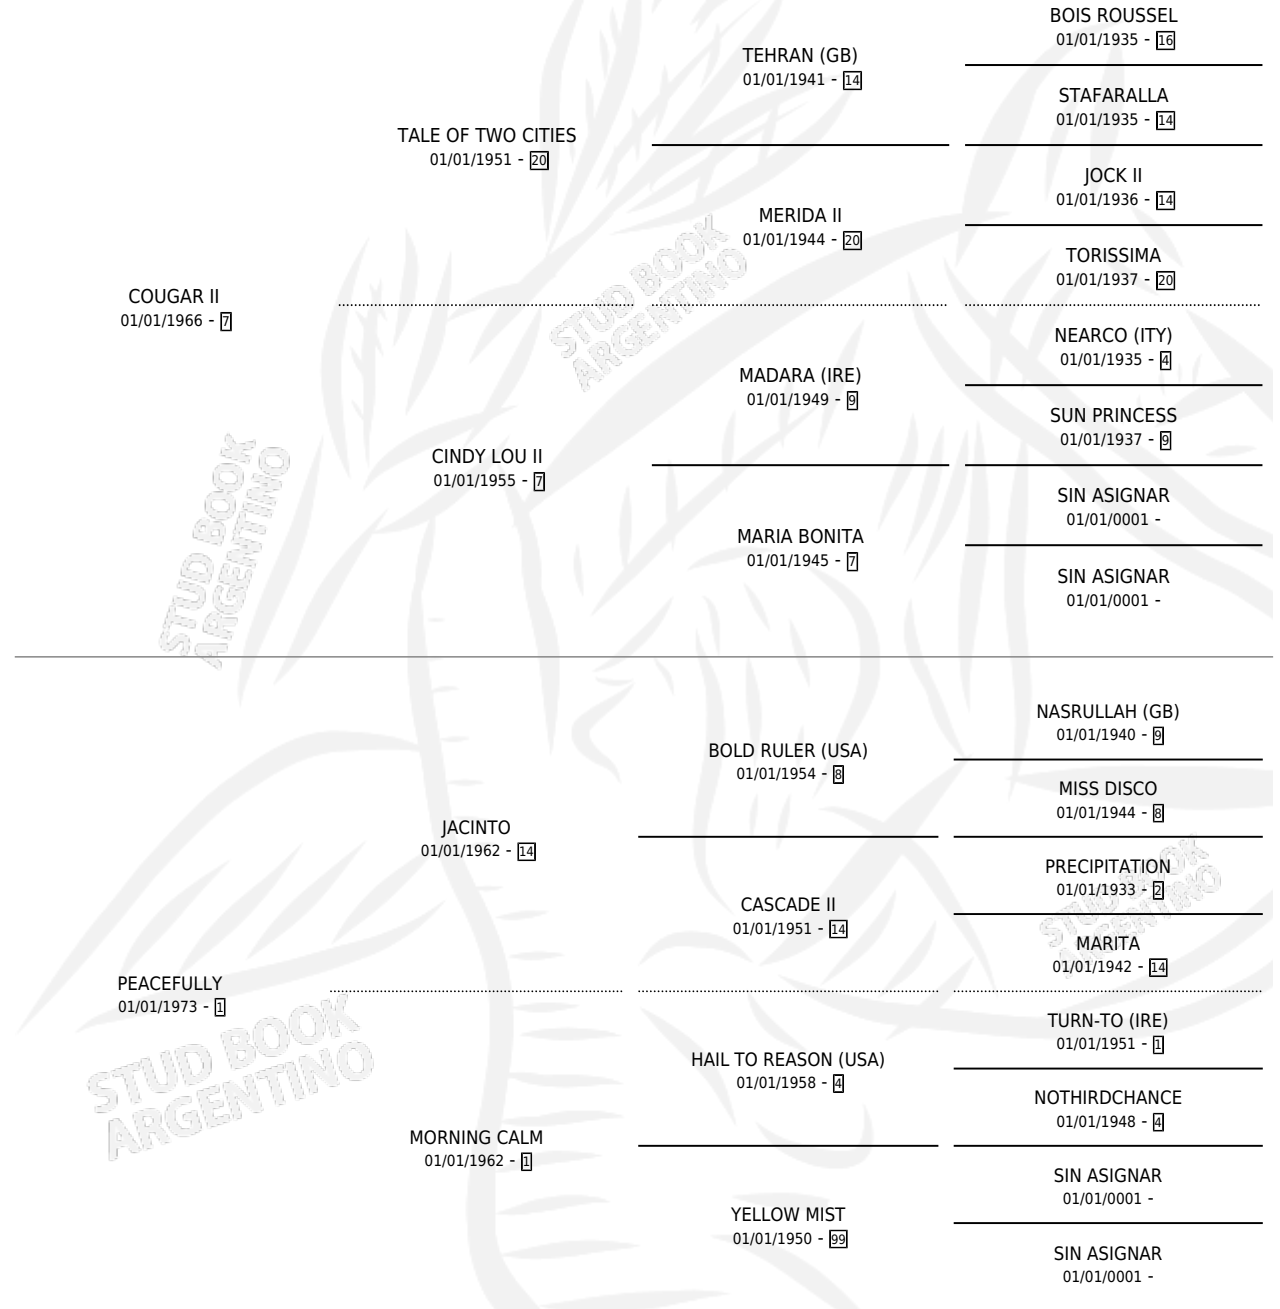 BOIS ROUSSEL
01/01/1935 - 16
TEHRAN (GB)
01/01/1941 - 14
STAFARALLA
01/01/1935 - 14
TALE OF TWO CITIES
01/01/1951 - 20
JOCK II
01/01/1936 - 14
MERIDA II
01/01/1944 - 20
TORISSIMA
01/01/1937 - 20
COUGAR II
01/01/1966 - 7
STUD BOOK
ARGENTINO
NEARCO (ITY)
01/01/1935 - 4
MADARA (IRE)
01/01/1949 - 9
SUN PRINCESS
01/01/1937 - 9
CINDY LOU II
01/01/1955 - 7
SIN ASIGNAR
01/01/0001 -
MARIA BONITA
01/01/1945 - 7
SIN ASIGNAR
01/01/0001 -
STUD BOOK
ARGENTINO
NASRULLAH (GB)
01/01/1940 - 9
BOLD RULER (USA)
01/01/1954 - 8
MISS DISCO
01/01/1944 - 8
JACINTO
01/01/1962 - 14
PRECIPITATION
01/01/1933 - 2
CASCADE II
01/01/1951 - 14
MARITA
01/01/1942 - 14
STUD BOOK
ARGENTINO
PEACEFULLY
01/01/1973 - 1
TURN-TO (IRE)
01/01/1951 - 1
HAIL TO REASON (USA)
01/01/1958 - 4
NOTHIRDCHANCE
01/01/1948 - 4
STUD BOOK
ARGENTINO
MORNING CALM
01/01/1962 - 1
SIN ASIGNAR
01/01/0001 -
YELLOW MIST
01/01/1950 - 99
SIN ASIGNAR
01/01/0001 -